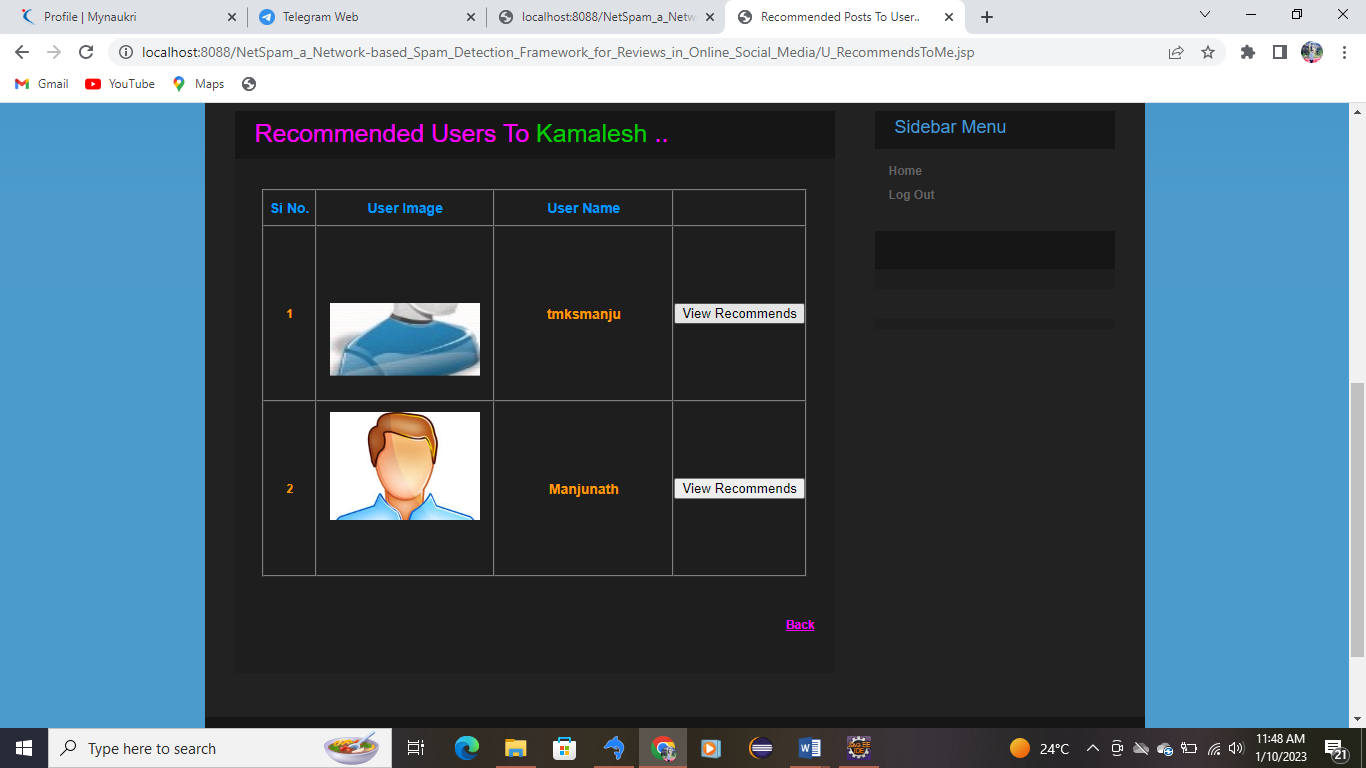 Profile | Mynaukri
Telegram Web
localhost:8088/NetSpam_a_Netw
Recommended Posts To User..
localhost:8088/NetSpam_a_Network-based_Spam_Detection_Framework_for_Reviews_in_Online_Social_Media/U_RecommendsToMe.jsp
Gmail
YouTube
Maps
Recommended Users To Kamalesh ..
Sidebar Menu
Home
Log Out
Si No.
User Image
User Name
1
tmksmanju
View Recommends
2
Manjunath
View Recommends
Back
Type here to search
24°C
11:48 AM
1/10/2023
21